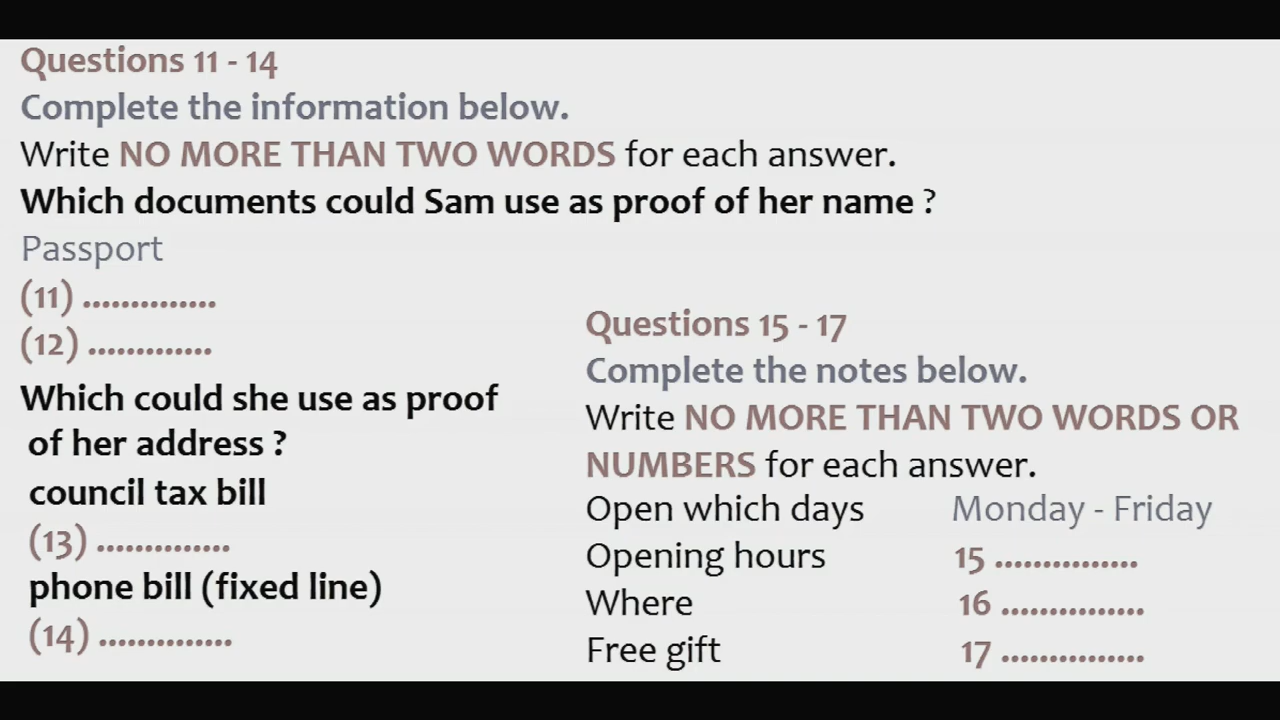 Questions 11 - 14
Complete the information below.
Write NO MORE THAN TWO WORDS for each answer.
Which documents could Sam use as proof of her name ?
Passport
(11) ..............
(12) .............
Which could she use as proof
of her address ?
council tax bill
(13) ..............
phone bill (fixed line)
(14) ..............
Questions 15 - 17
Complete the notes below.
Write NO MORE THAN TWO WORDS OR
NUMBERS for each answer.
Open which days Monday - Friday
Opening hours 15 ...............
Where 16 ...............
Free gift 17 ...............